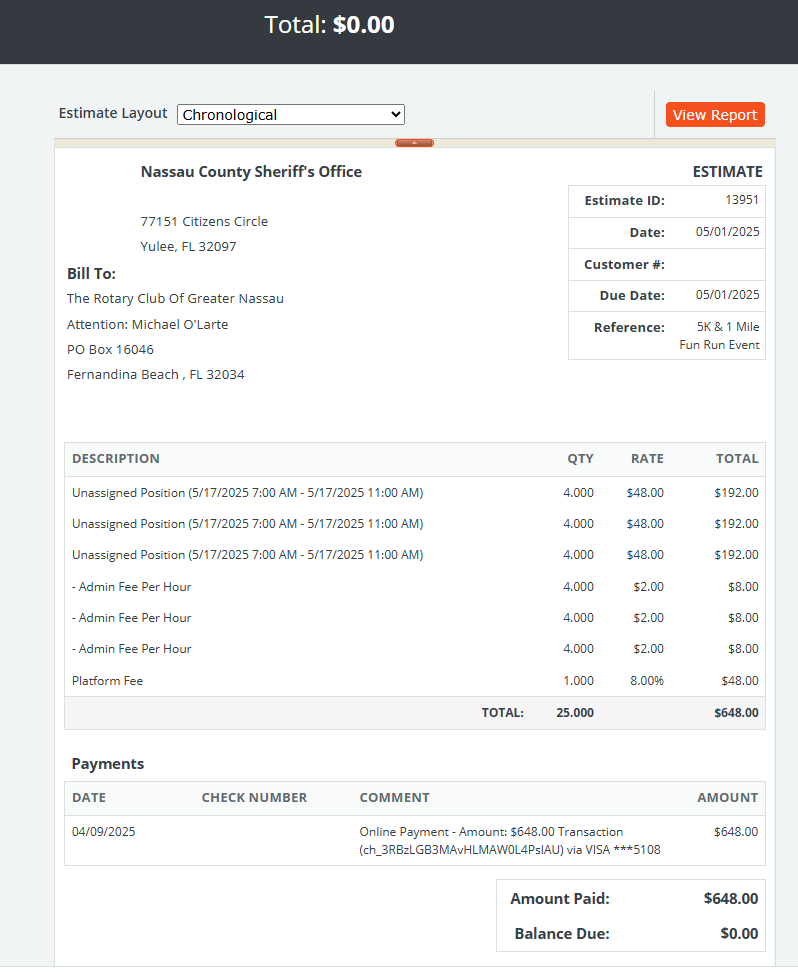 Total: $0.00
Estimate Layout Chronological View Report
Nassau County Sheriff's Office
77151 Citizens Circle
Yulee, FL 32097
ESTIMATE
Estimate ID: 13951
Date: 05/01/2025
Customer #:
Due Date: 05/01/2025
Reference: 5K & 1 Mile
Fun Run Event
Bill To:
The Rotary Club Of Greater Nassau
Attention: Michael O'Larte
PO Box 16046
Fernandina Beach , FL 32034
DESCRIPTION QTY RATE TOTAL
Unassigned Position (5/17/2025 7:00 AM - 5/17/2025 11:00 AM) 4.000 $48.00 $192.00
Unassigned Position (5/17/2025 7:00 AM - 5/17/2025 11:00 AM) 4.000 $48.00 $192.00
Unassigned Position (5/17/2025 7:00 AM - 5/17/2025 11:00 AM) 4.000 $48.00 $192.00
- Admin Fee Per Hour 4.000 $2.00 $8.00
- Admin Fee Per Hour 4.000 $2.00 $8.00
- Admin Fee Per Hour 4.000 $2.00 $8.00
Platform Fee 1.000 8.00% $48.00
TOTAL: 25.000 $648.00
Payments
DATE CHECK NUMBER COMMENT AMOUNT
04/09/2025 Online Payment - Amount: $648.00 Transaction $648.00
(ch_3RBzLGB3MAvHLMAW0L4PslAU) via VISA ***5108
Amount Paid: $648.00
Balance Due: $0.00